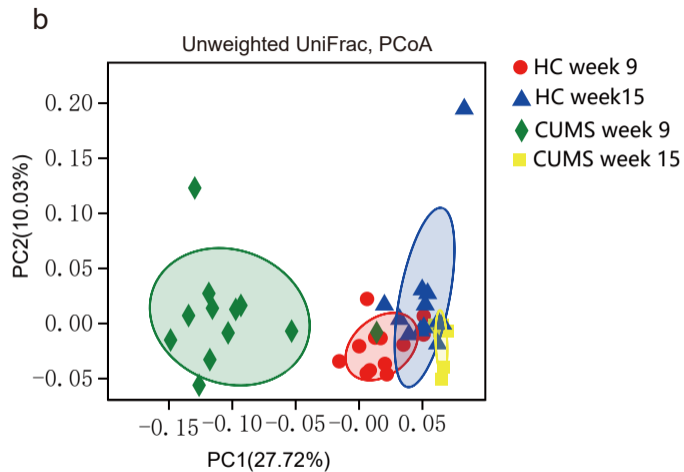 b
Unweighted UniFrac, PCoA
HC week 9
HC week15
CUMS week 9
CUMS week 15
0.20
0.15
0.10
0.05
0.00
-0.05
PC2(10.03%)
-0.15 -0.10 -0.05 -0.00 0.05
PC1(27.72%)